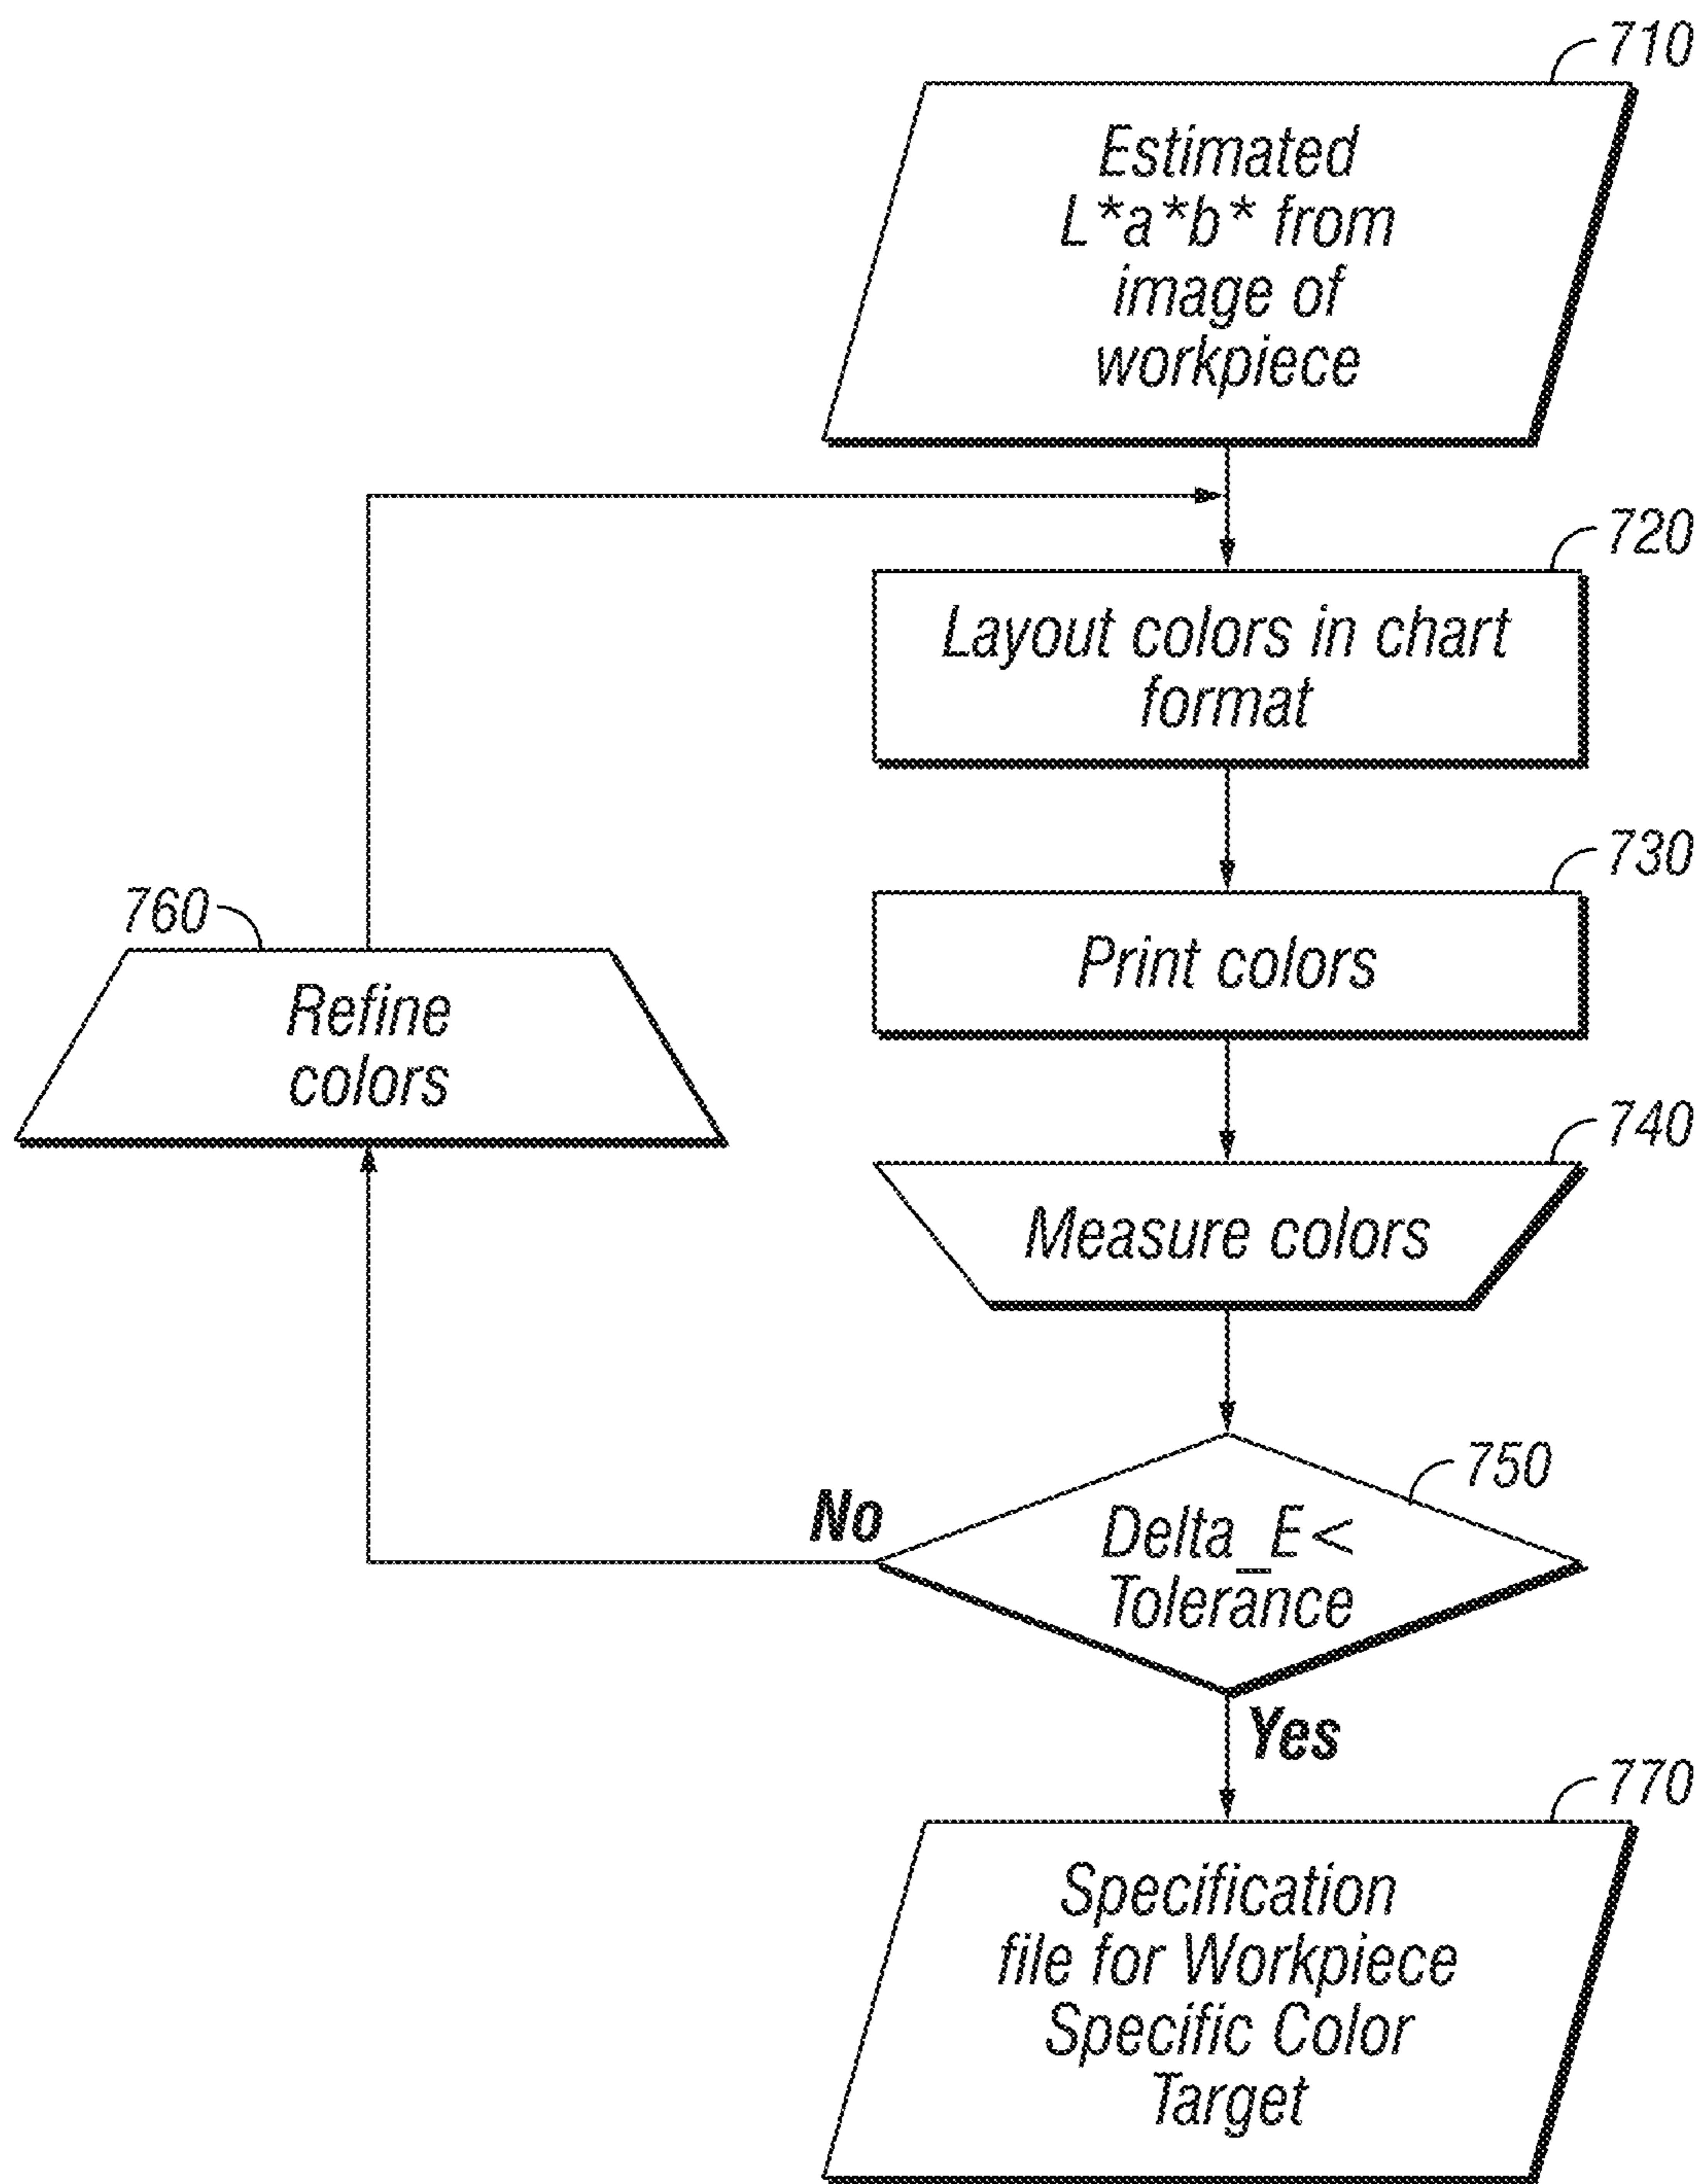 710
Estimated
L*a*b* from
image of
workpiece
720
Layout colors in chart
format
730
Print colors
760
Refine
colors
740
Measure colors
750
No
Delta_E<
Tolerance
Yes
770
Specification
file for Workpiece
Specific Color
Target